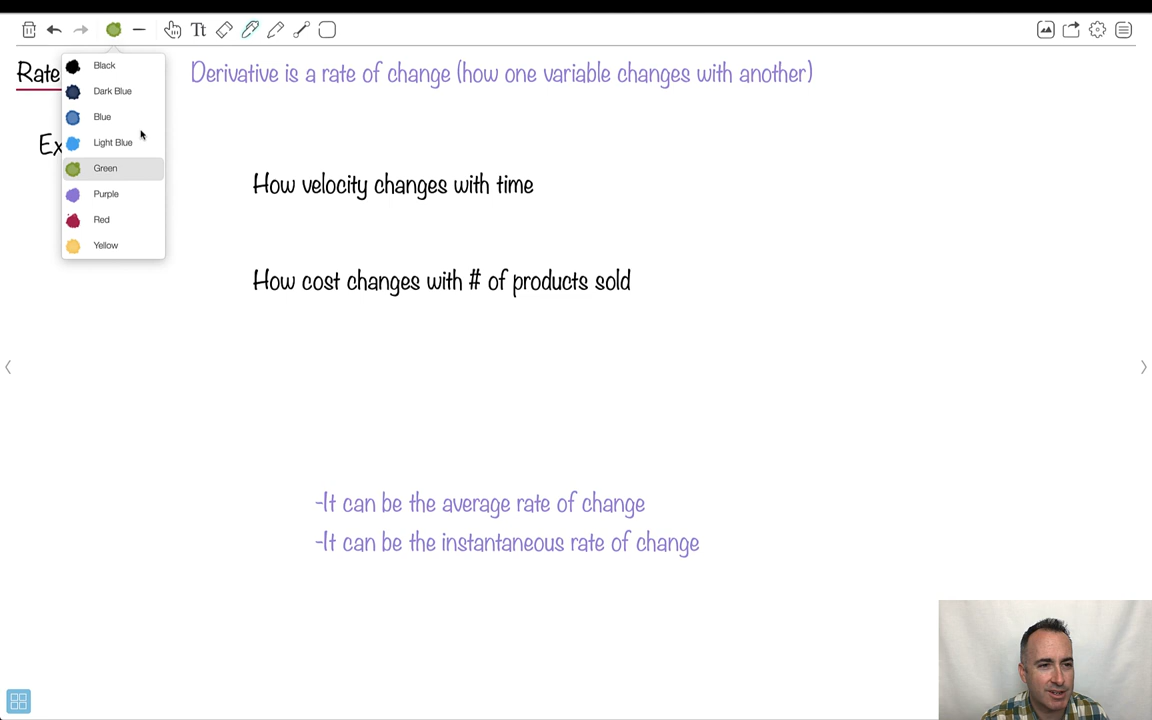 Tt
Rate
Derivative is a rate of change (how one variable changes with another)
Black
Dark Blue
Blue
Light Blue
Green
Purple
Red
Yellow
Ex
How velocity changes with time
How cost changes with # of products sold
-It can be the average rate of change
-It can be the instantaneous rate of change